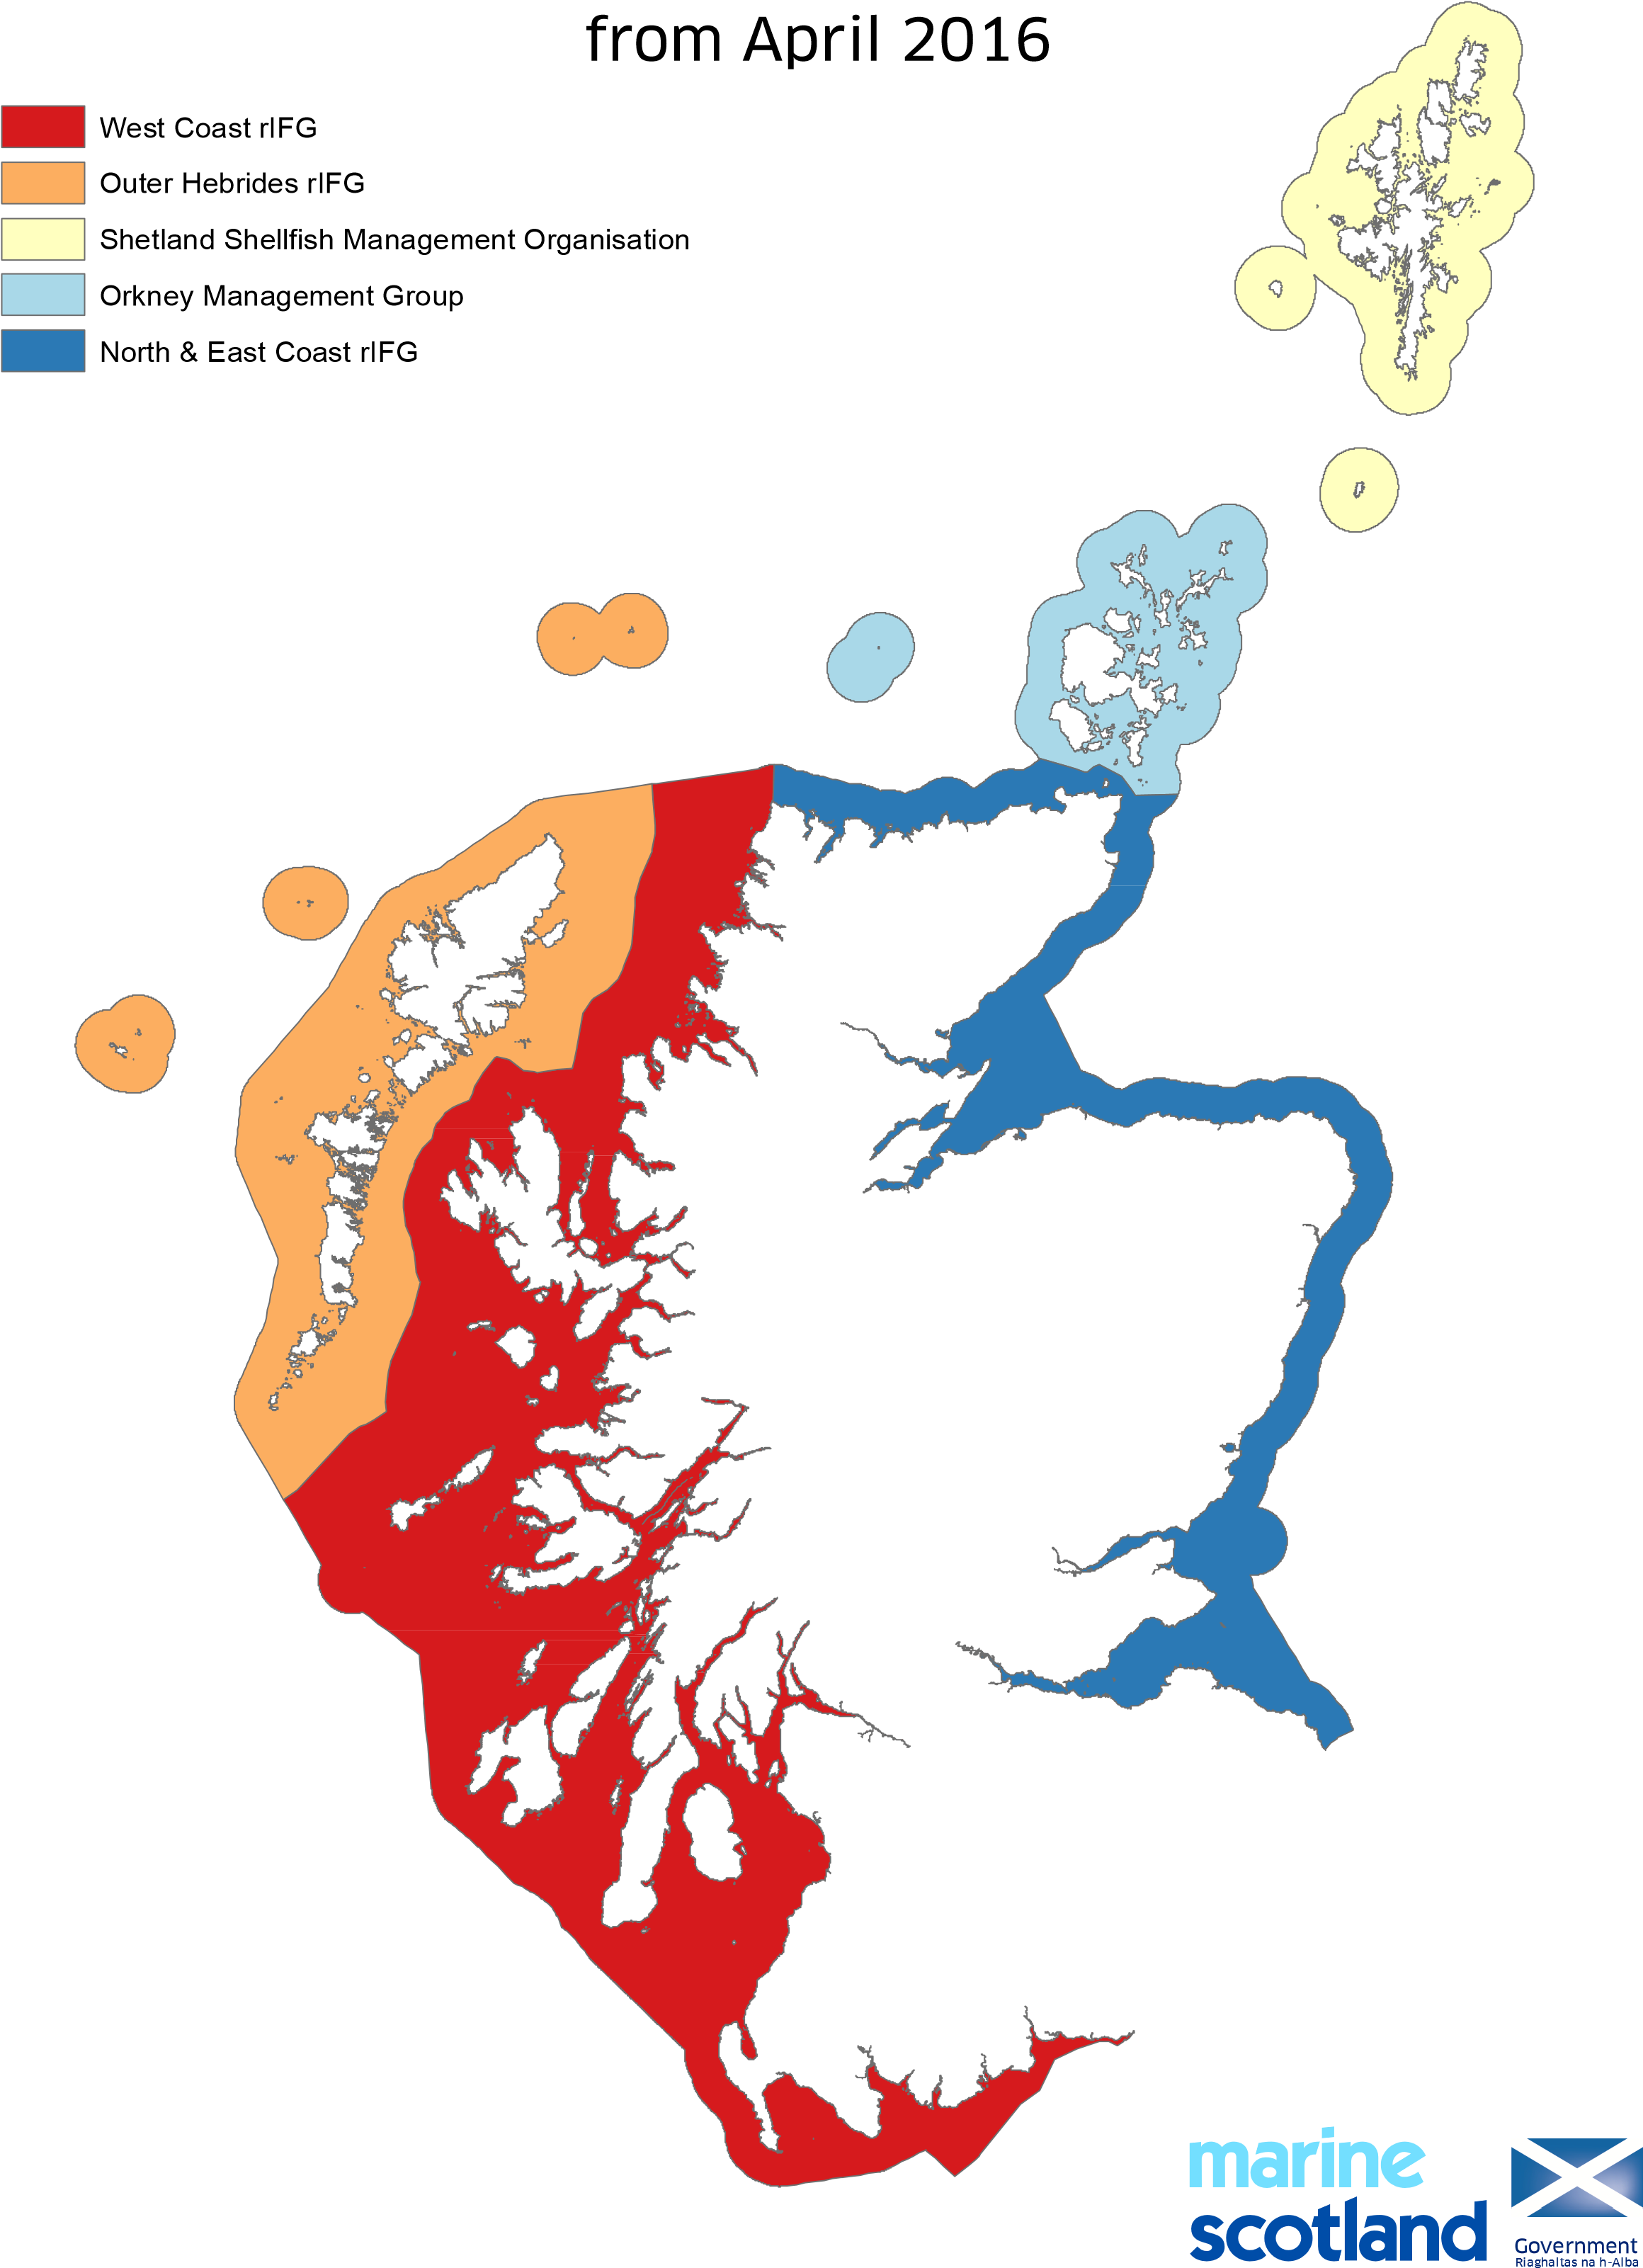 from April 2016
West Coast rIFG
Outer Hebrides rIFG
Shetland Shellfish Management Organisation
Orkney Management Group
North & East Coast rIFG
marine
scotland
Government
Riaghaltas na h-Alba